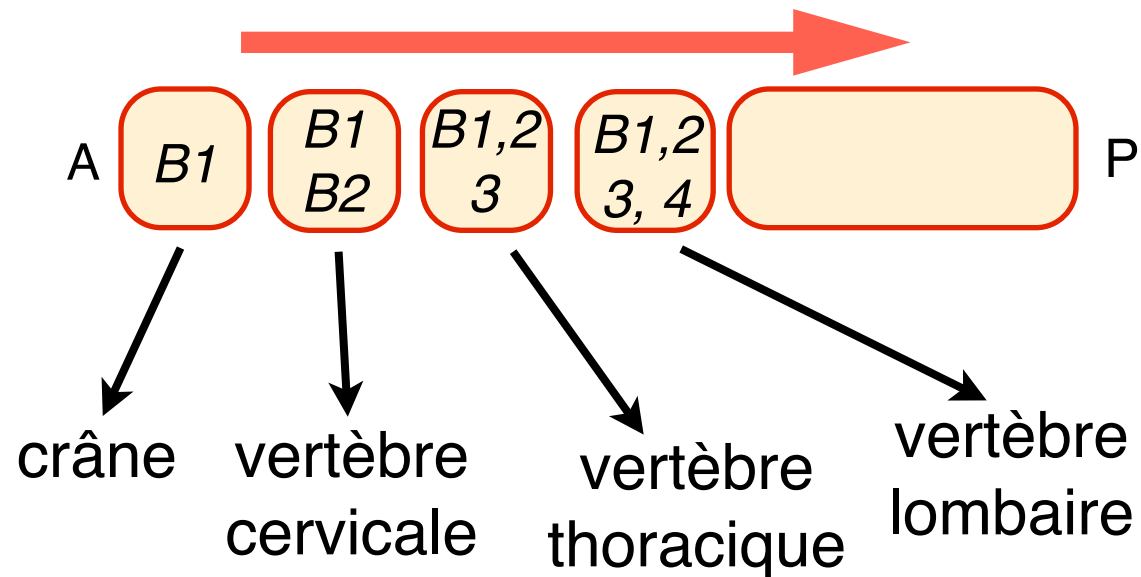 A
B1
B1
B2
B1,2
3
B1,2
3, 4
P
crâne
vertèbre
cervicale
vertèbre
thoracique
vertèbre
lombaire